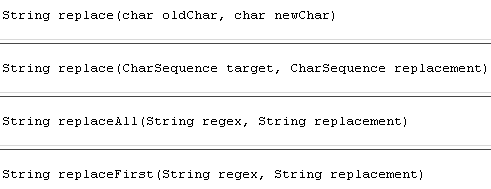 String replace(char oldChar, char newChar)
String replace(CharSequence target, CharSequence replacement)
String replaceAll(String regex, String replacement)
String replaceFirst(String regex, String replacement)